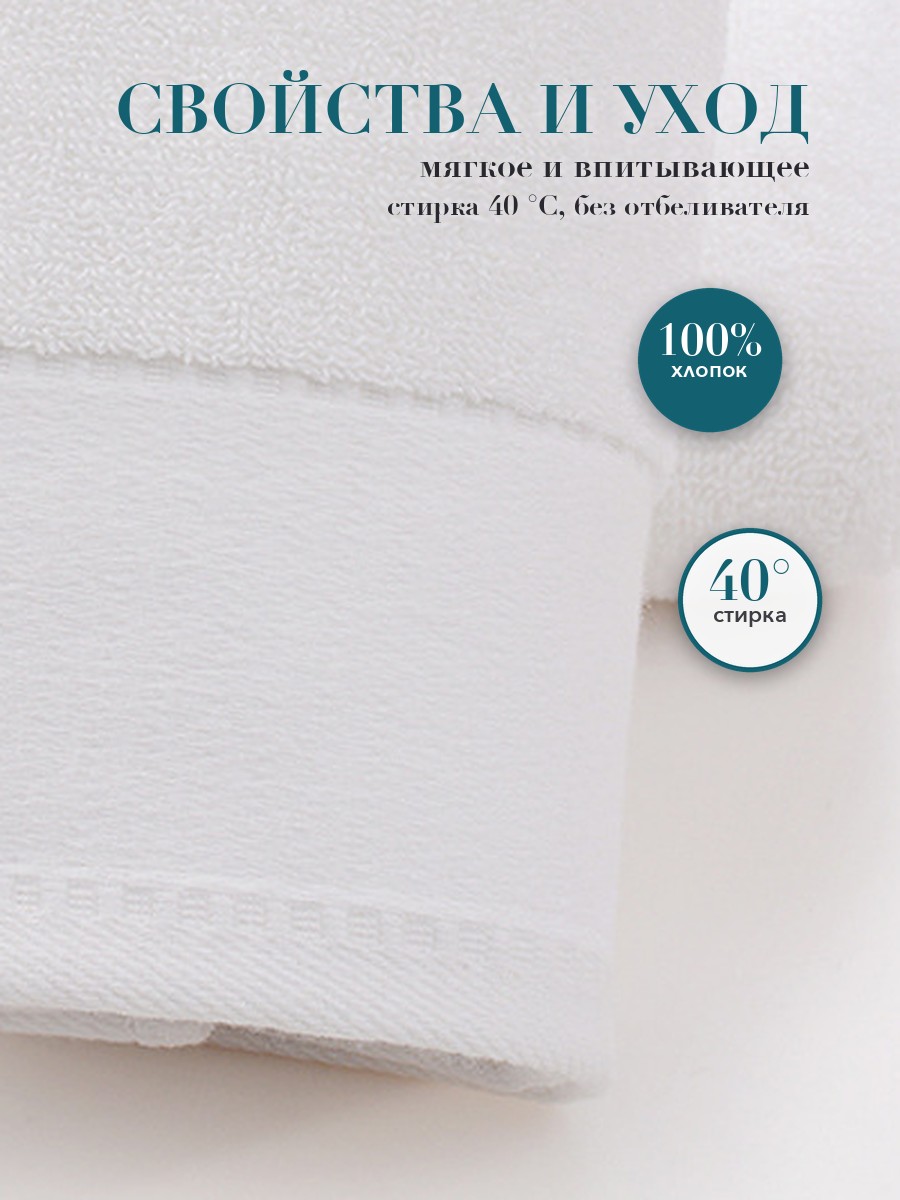 СВОЙСТВА И УХОД
мягкое и впитывающее
стирка 40 °C, без отбеливателя
100%
ХЛОПОК
40°
стирка